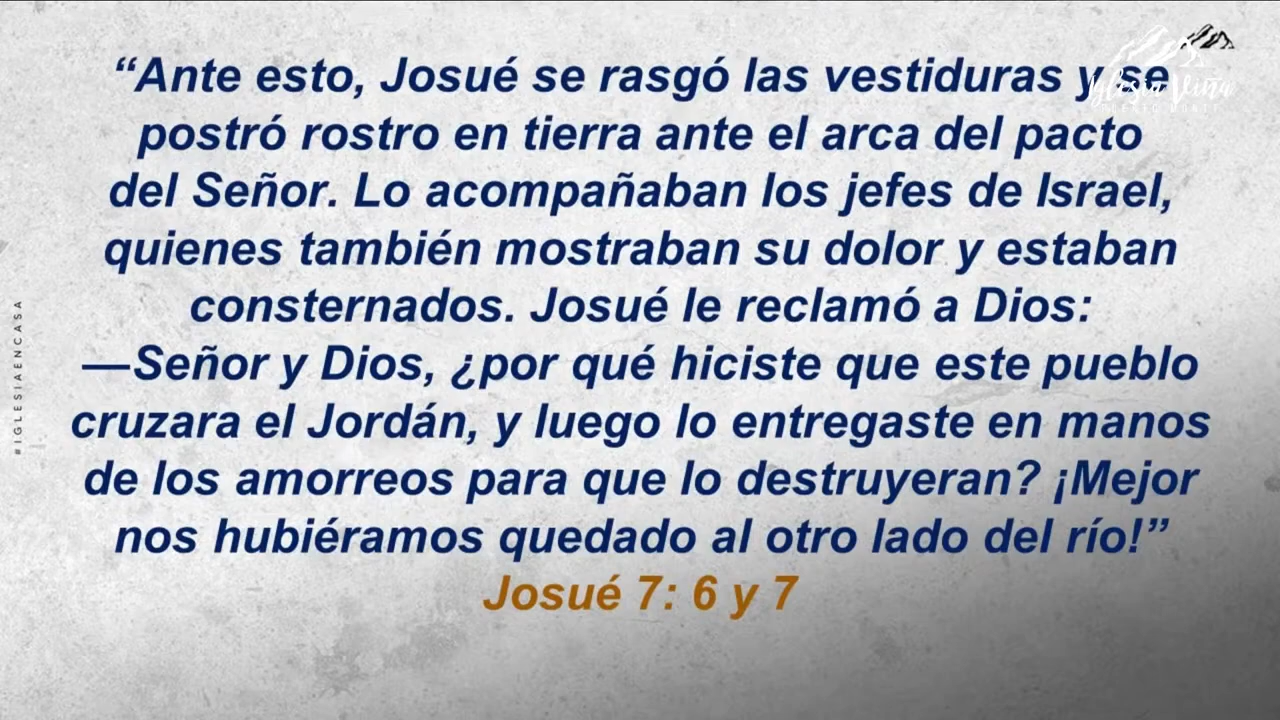 “Ante esto, Josué se rasgó las vestiduras y se
postró rostro en tierra ante el arca del pacto
del Señor. Lo acompañaban los jefes de Israel,
quienes también mostraban su dolor y estaban
consternados. Josué le reclamó a Dios:
—Señor y Dios, ¿por qué hiciste que este pueblo
cruzara el Jordán, y luego lo entregaste en manos
de los amorreos para que lo destruyeran? ¡Mejor
nos hubiéramos quedado al otro lado del río!”
Josué 7: 6 y 7
Iglesia Viña
#IGLESIAENCASA